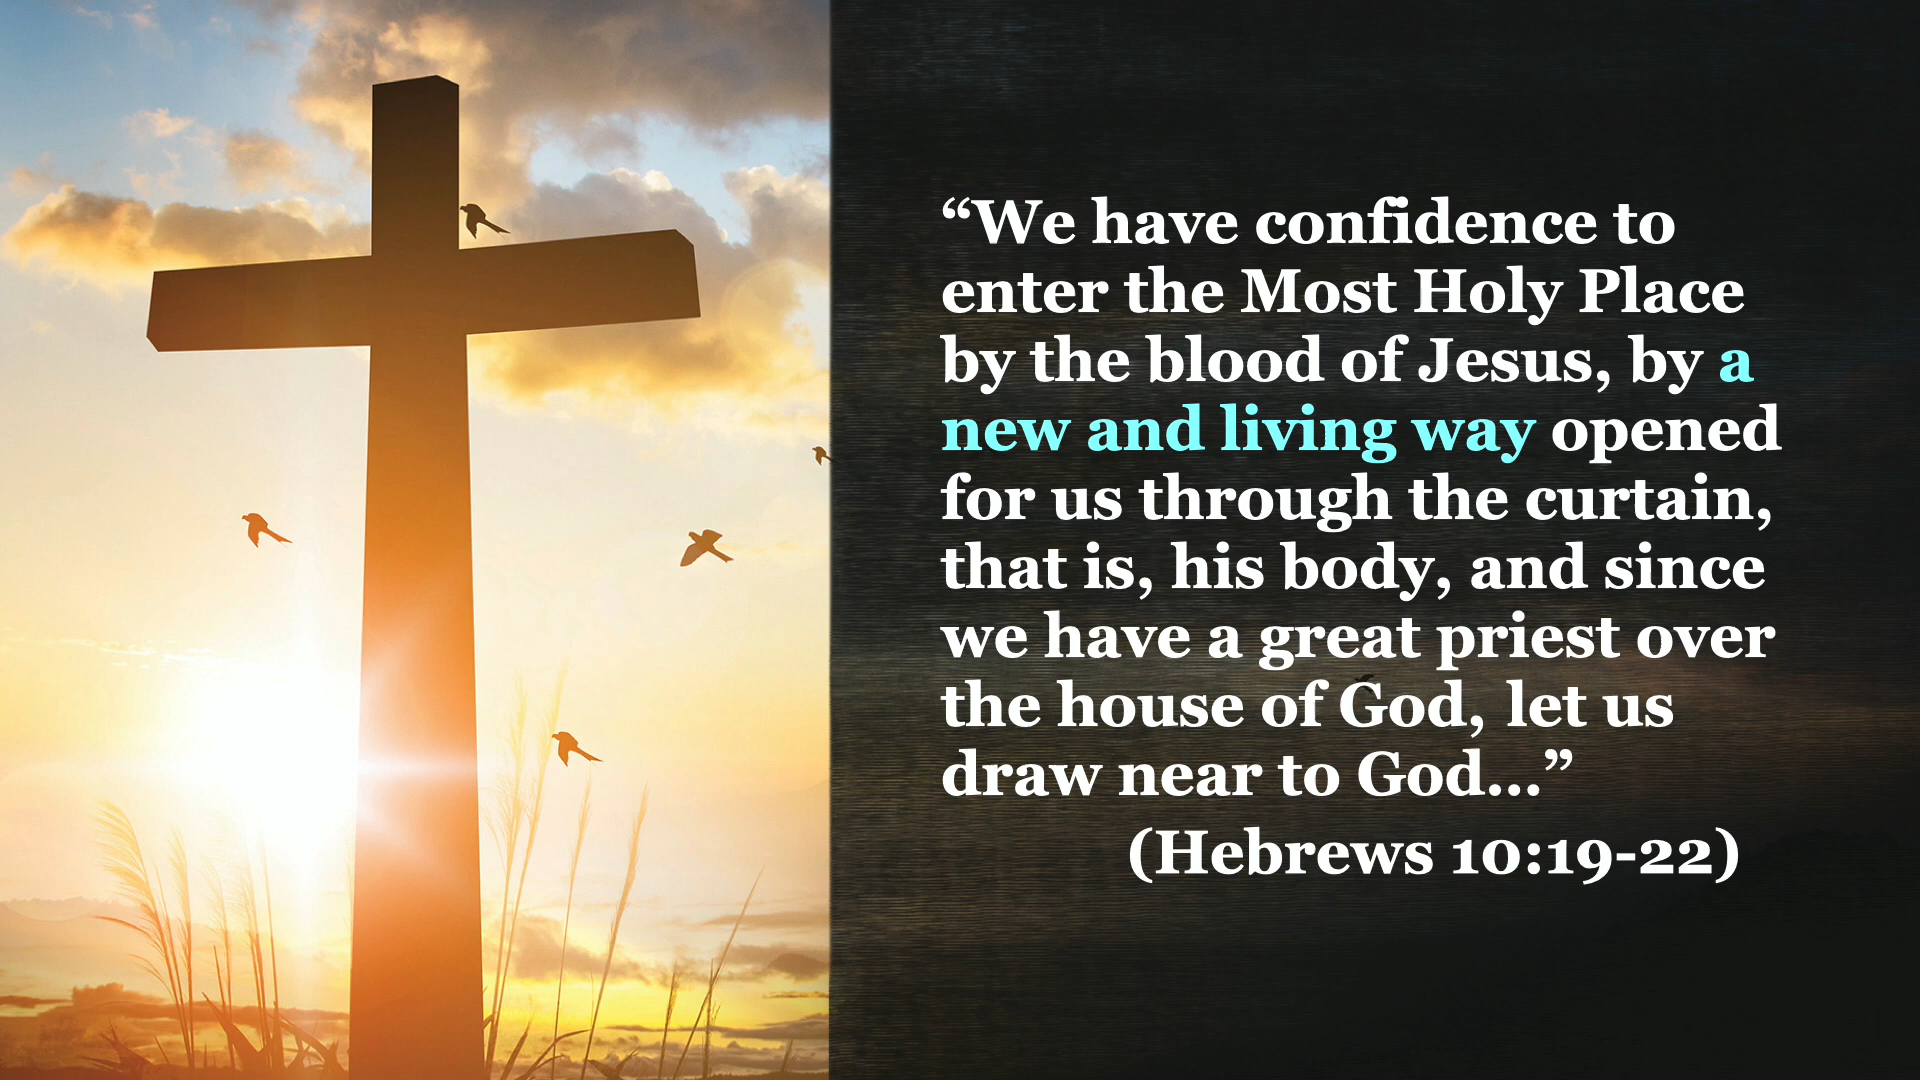 “We have confidence to
enter the Most Holy Place
by the blood of Jesus, by a
new and living way opened
for us through the curtain,
that is, his body, and since
we have a great priest over
the house of God, let us
draw near to God…”
(Hebrews 10:19-22)